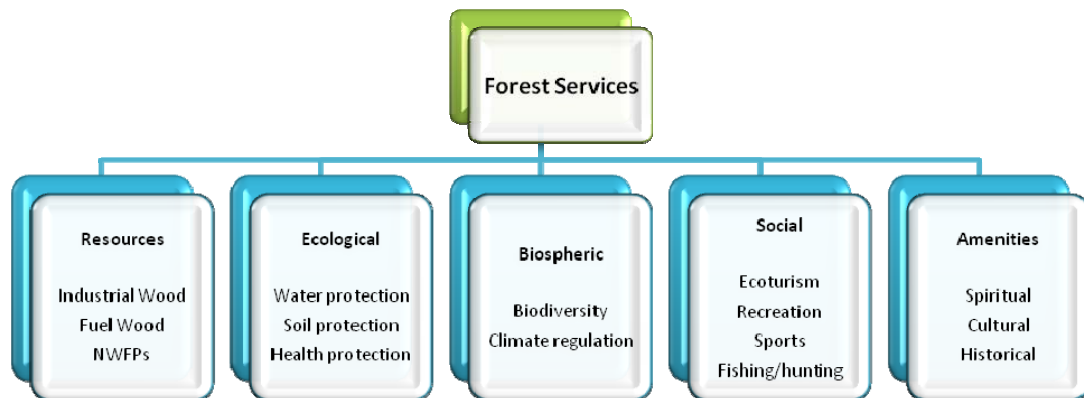 Forest Services
Resources
Industrial Wood
Fuel Wood
NWFPs
Ecological
Water protection
Soil protection
Health protection
Biospheric
Biodiversity
Climate regulation
Social
Ecoturism
Recreation
Sports
Fishing/hunting
Amenities
Spiritual
Cultural
Historical